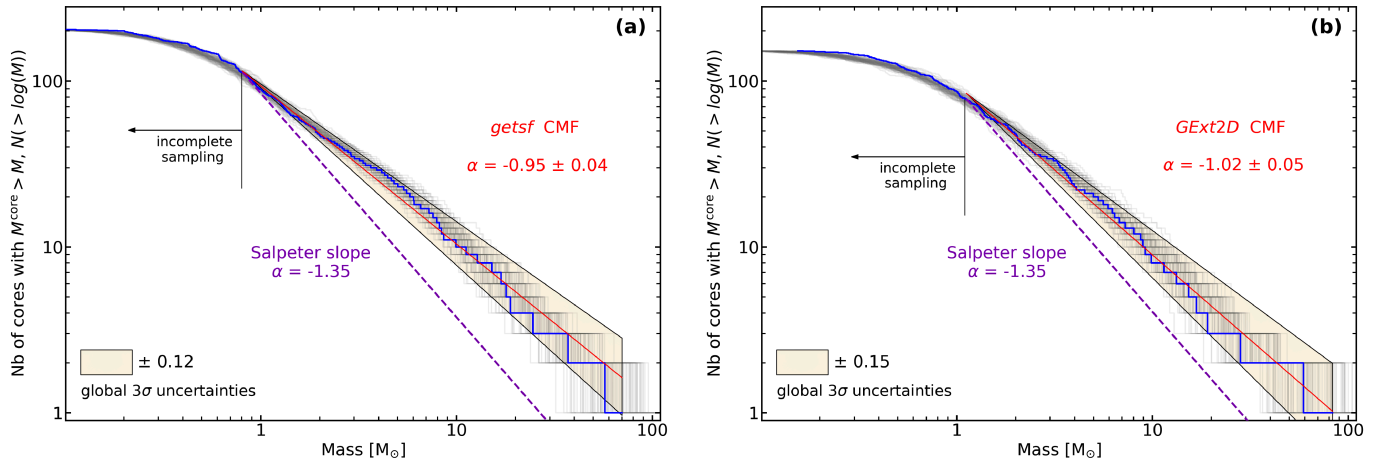 (a)
Nb of cores with M^core > M, N(> log(M))
100
10
1
incomplete
sampling
getsf CMF
α = -0.95 ± 0.04
Salpeter slope
α = -1.35
± 0.12
global 3σ uncertainties
1 10 100
Mass [M⊙]
(b)
Nb of cores with M^core > M, N(> log(M))
100
10
1
incomplete
sampling
GExt2D CMF
α = -1.02 ± 0.05
Salpeter slope
α = -1.35
± 0.15
global 3σ uncertainties
1 10 100
Mass [M⊙]